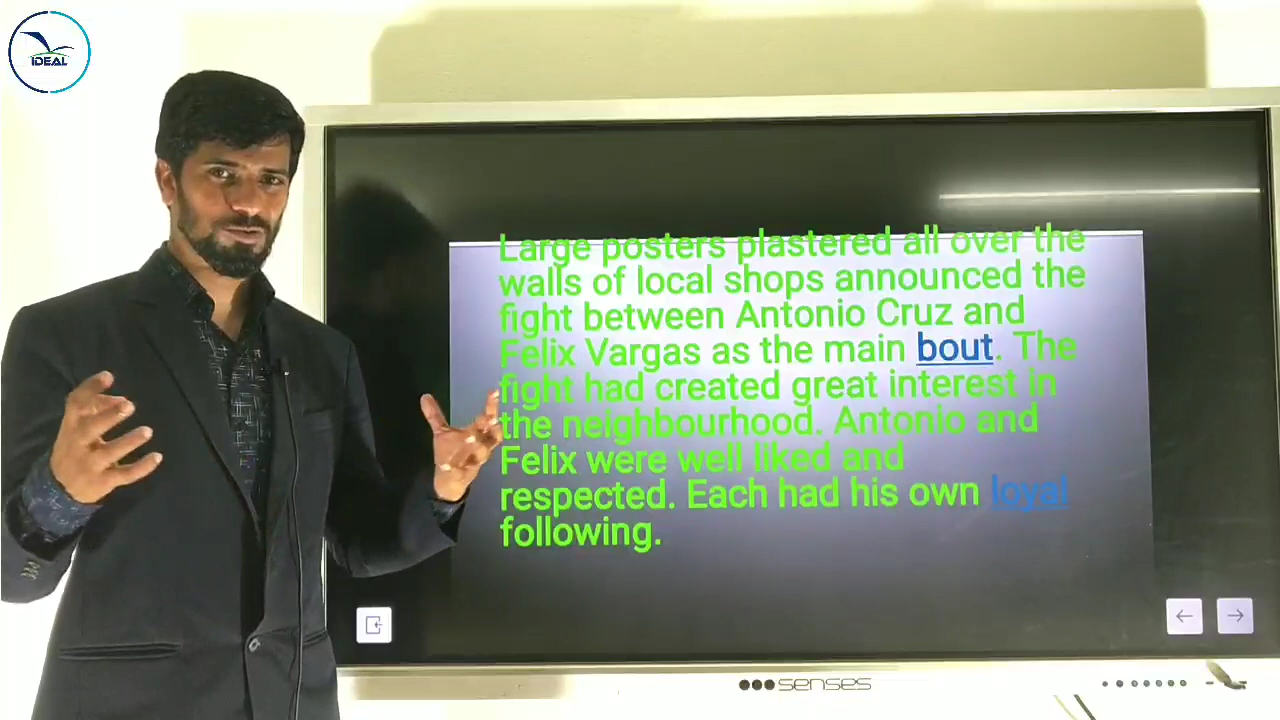 IDEAL
Large posters plastered all over the
walls of local shops announced the
fight between Antonio Cruz and
Felix Vargas as the main bout. The
fight had created great interest in
the neighbourhood. Antonio and
Felix were well liked and
respected. Each had his own loyal
following.
senses